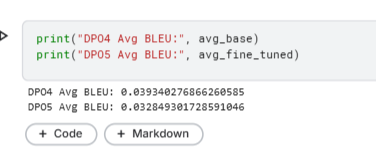 print("DPO4 Avg BLEU:", avg_base)
print("DPO5 Avg BLEU:", avg_fine_tuned)
DPO4 Avg BLEU: 0.039340276866260585
DPO5 Avg BLEU: 0.032849301728591046
+ Code
+ Markdown